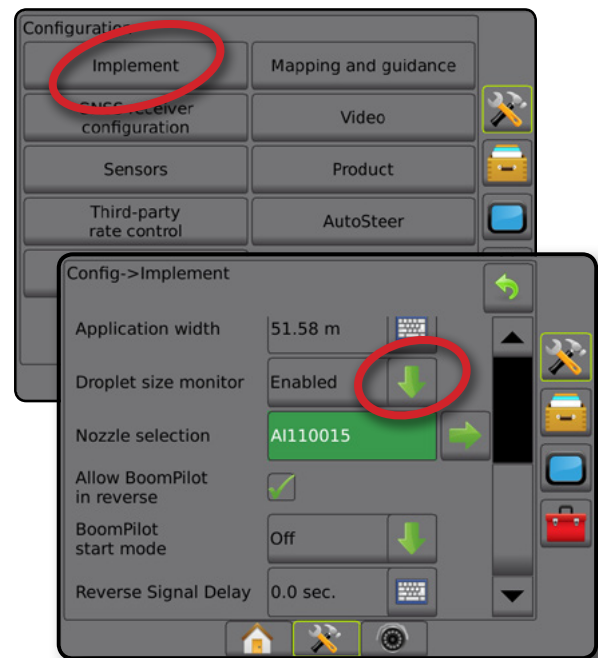 Configuration
Implement
Mapping and guidance
GNSS receiver
configuration
Video
Sensors
Product
Third-party
rate control
AutoSteer
Config->Implement
Application width
51.58 m
Droplet size monitor
Enabled
Nozzle selection
AI110015
Allow BoomPilot
in reverse
BoomPilot
start mode
Off
Reverse Signal Delay
0.0 sec.